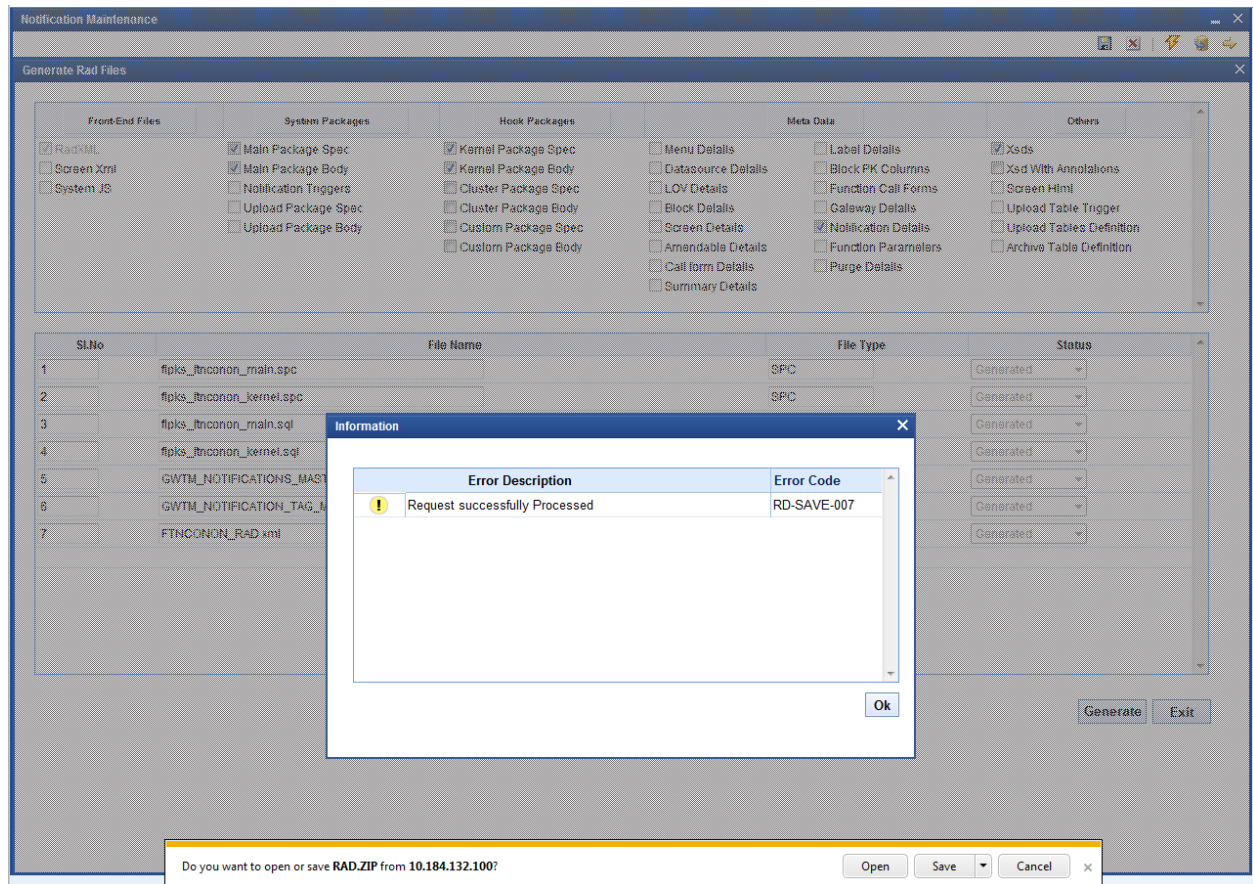 Notification Maintenance
Generate Rad Files
Front-End Files System Packages Hook Packages Meta Data Others
RadXML Main Package Spec Kernel Package Spec Menu Details Label Details Xsds
Screen Xml Main Package Body Kernel Package Body Datasource Details Block PK Columns Xsd With Annotations
System JS Notification Triggers Cluster Package Spec LOV Details Function Call Forms Screen Html
Upload Package Spec Cluster Package Body Block Details Gateway Details Upload Table Trigger
Upload Package Body Custom Package Spec Screen Details Notification Details Upload Tables Definition
Custom Package Body Amendable Details Function Parameters Archive Table Definition
Call form Details Purge Details
Summary Details
Sl.No File Name File Type Status
1 ftpks_ftnconon_main.spc SPC Generated
2 ftpks_ftnconon_kernel.spc SPC Generated
3 ftpks_ftnconon_main.sql Generated
4 ftpks_ftnconon_kernel.sql Generated
5 GWTM_NOTIFICATIONS_MAST Generated
6 GWTM_NOTIFICATION_TAG_M Generated
7 FTNCONON_RAD.xml Generated
Information
Error Description Error Code
Request successfully Processed RD-SAVE-007
Ok
Generate Exit
Do you want to open or save RAD.ZIP from 10.184.132.100? Open Save Cancel